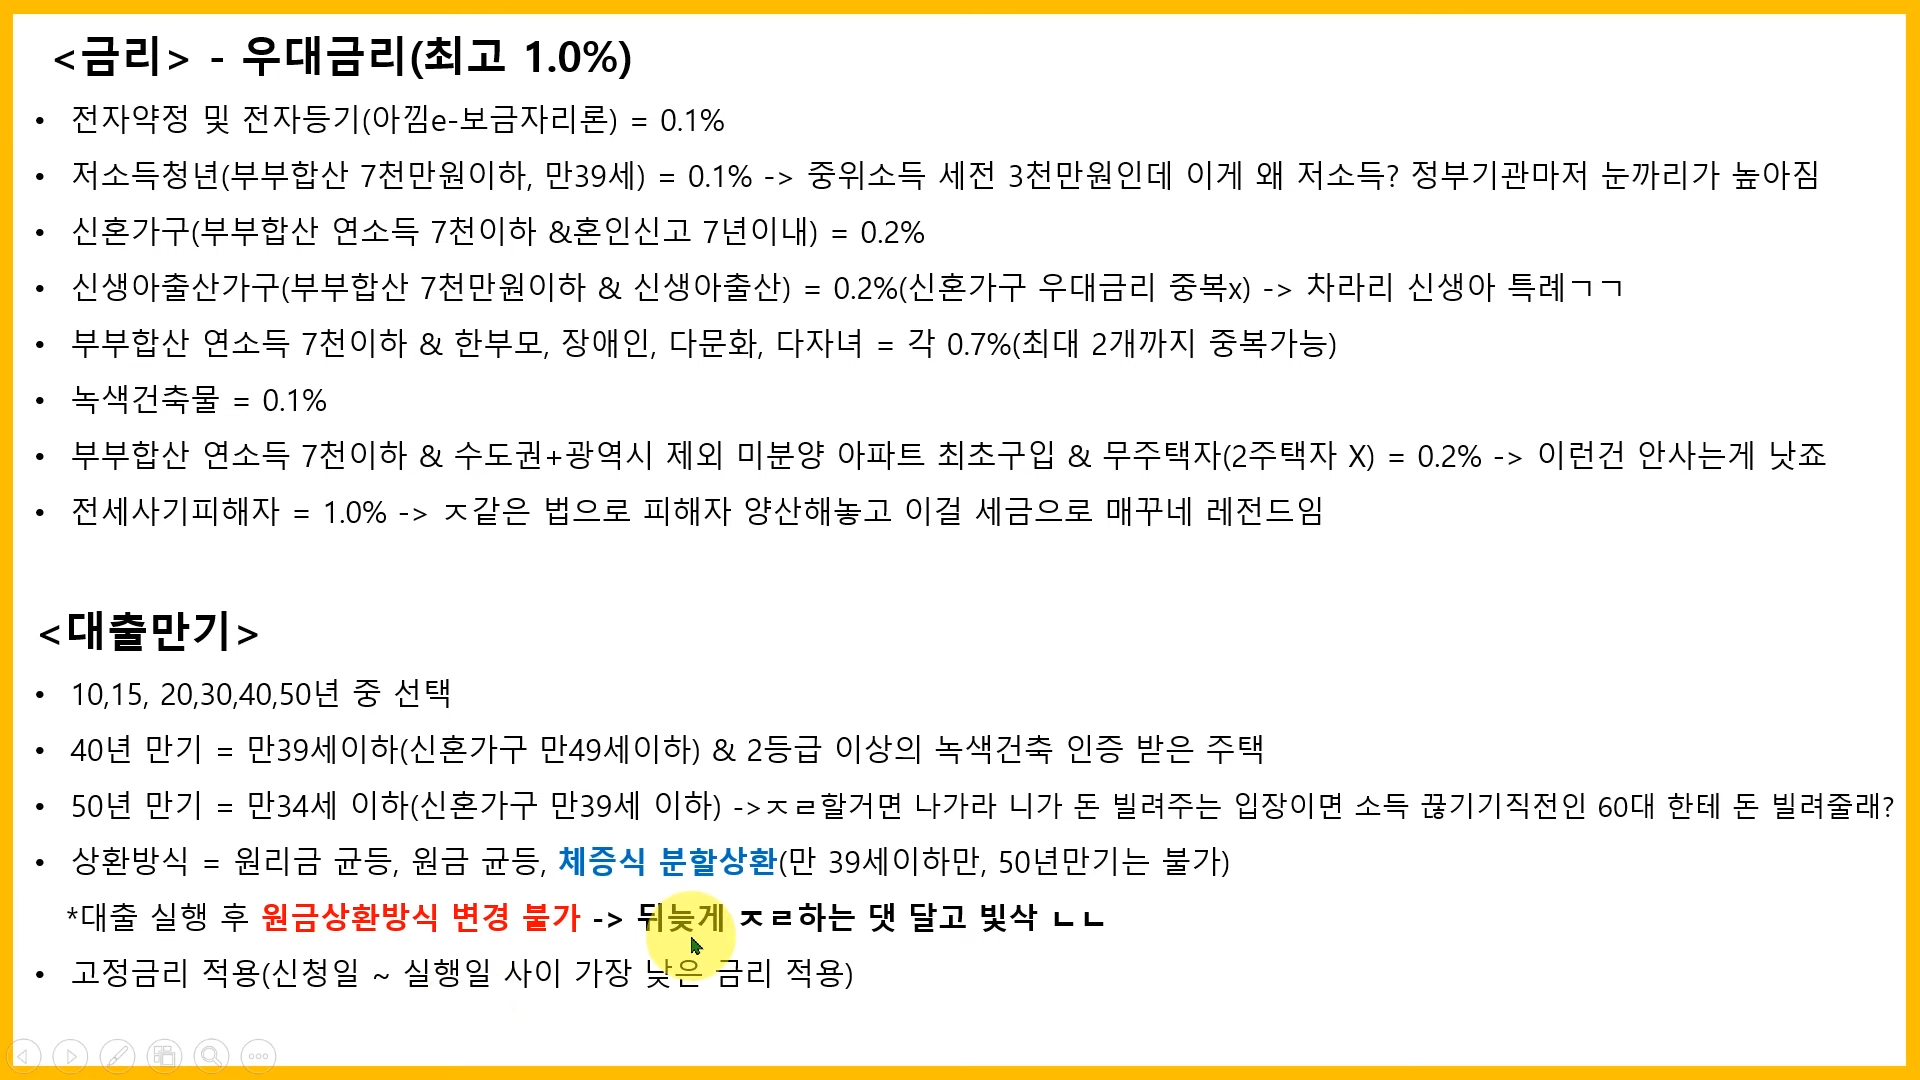 <금리> - 우대금리(최고 1.0%)
• 전자약정 및 전자등기(아낌e-보금자리론) = 0.1%
• 저소득청년(부부합산 7천만원이하, 만39세) = 0.1% -> 중위소득 세전 3천만원인데 이게 왜 저소득? 정부기관마저 눈까리가 높아짐
• 신혼가구(부부합산 연소득 7천이하 &혼인신고 7년이내) = 0.2%
• 신생아출산가구(부부합산 7천만원이하 & 신생아출산) = 0.2%(신혼가구 우대금리 중복x) -> 차라리 신생아 특례ㄱㄱ
• 부부합산 연소득 7천이하 & 한부모, 장애인, 다문화, 다자녀 = 각 0.7%(최대 2개까지 중복가능)
• 녹색건축물 = 0.1%
• 부부합산 연소득 7천이하 & 수도권+광역시 제외 미분양 아파트 최초구입 & 무주택자(2주택자 X) = 0.2% -> 이런건 안사는게 낫죠
• 전세사기피해자 = 1.0% -> ㅈ같은 법으로 피해자 양산해놓고 이걸 세금으로 매꾸네 레전드임
<대출만기>
• 10,15, 20,30,40,50년 중 선택
• 40년 만기 = 만39세이하(신혼가구 만49세이하) & 2등급 이상의 녹색건축 인증 받은 주택
• 50년 만기 = 만34세 이하(신혼가구 만39세 이하) ->ㅈㄹ할거면 나가라 니가 돈 빌려주는 입장이면 소득 끊기기직전인 60대 한테 돈 빌려줄래?
• 상환방식 = 원리금 균등, 원금 균등, 체증식 분할상환(만 39세이하만, 50년만기는 불가)
*대출 실행 후 원금상환방식 변경 불가 -> 뒤늦게 ㅈㄹ하는 댓 달고 빛삭 ㄴㄴ
• 고정금리 적용(신청일 ~ 실행일 사이 가장 낮은 금리 적용)